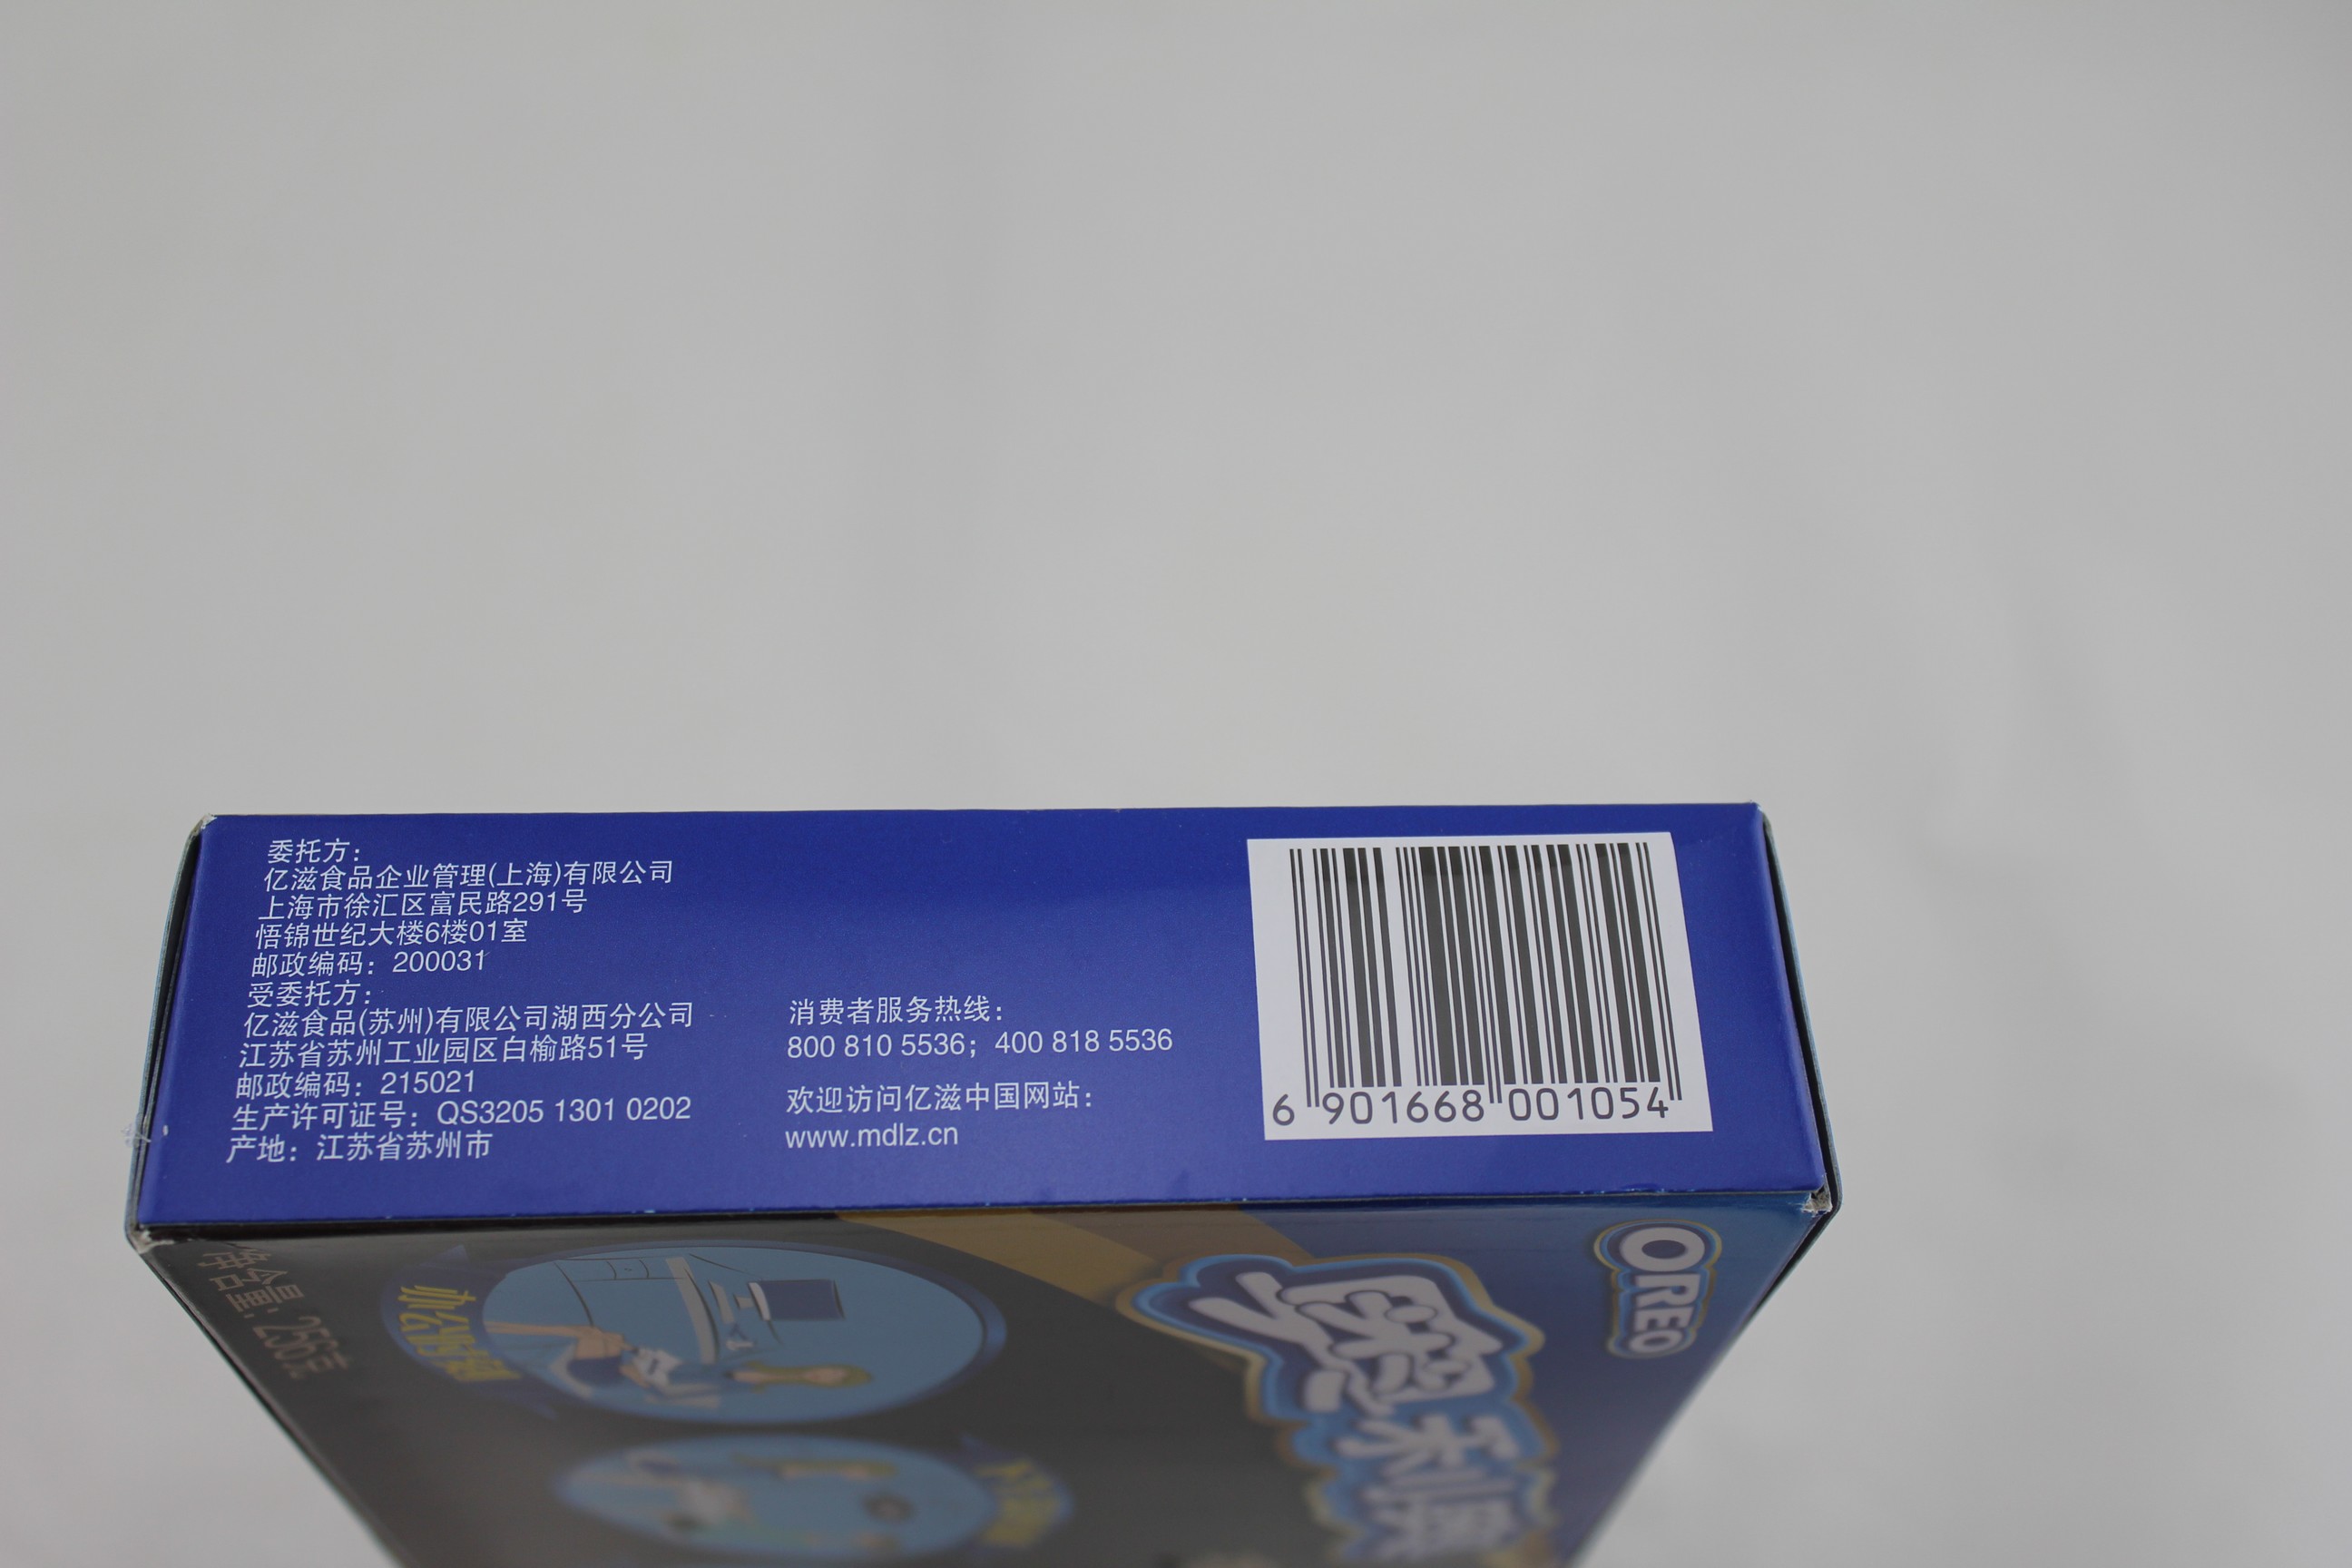 委托方：
亿滋食品企业管理(上海)有限公司
上海市徐汇区富民路291号
悟锦世纪大楼6楼01室
邮政编码：200031
受委托方：
亿滋食品(苏州)有限公司湖西分公司
江苏省苏州工业园区白榆路51号
邮政编码：215021
生产许可证号：QS3205 1301 0202
产地：江苏省苏州市
消费者服务热线：
800 810 5536；400 818 5536
欢迎访问亿滋中国网站：
www.mdlz.cn
6 901668 001054
OREO
奥利奥
净含量：256克